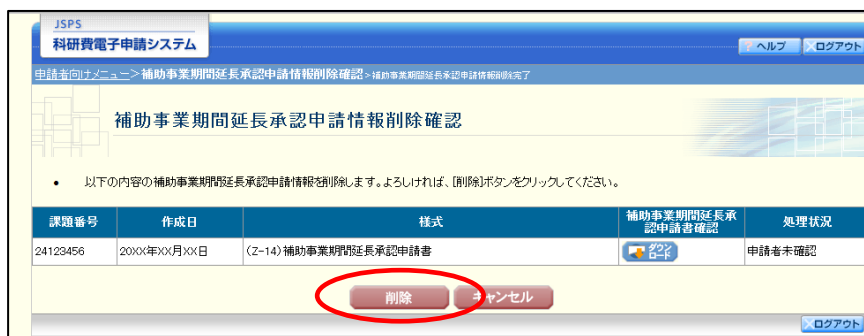 JSPS
科研費電子申請システム
? ヘルプ ×ログアウト
申請者向けメニュー>補助事業期間延長承認申請情報削除確認>補助事業期間延長承認申請情報削除完了
補助事業期間延長承認申請情報削除確認
• 以下の内容の補助事業期間延長承認申請情報を削除します。よろしければ、[削除]ボタンをクリックしてください。
課題番号 作成日 様式 補助事業期間延長承
認申請書確認 処理状況
24123456 20XX年XX月XX日 (Z-14)補助事業期間延長承認申請書 ダウン
ロード 申請者未確認
削除 キャンセル
×ログアウト